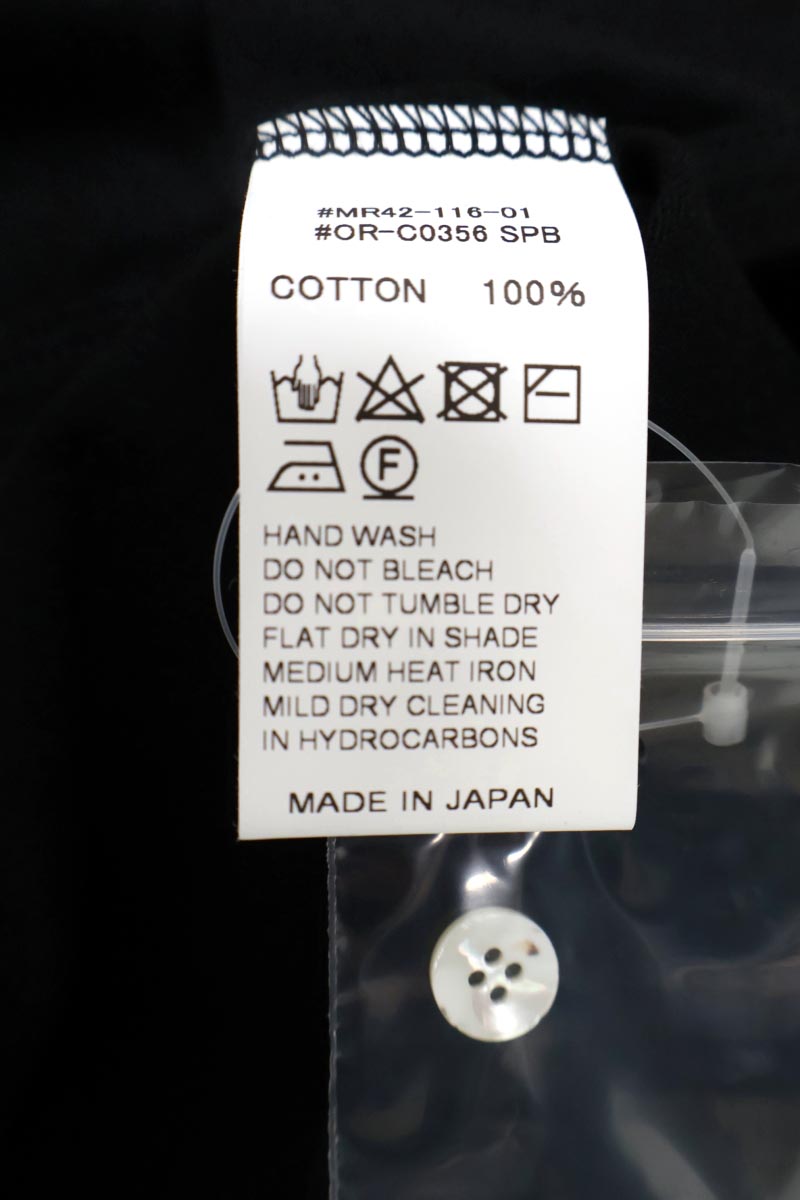 #MR42-116-01
#OR-C0356 SPB
COTTON 100%
F
HAND WASH
DO NOT BLEACH
DO NOT TUMBLE DRY
FLAT DRY IN SHADE
MEDIUM HEAT IRON
MILD DRY CLEANING
IN HYDROCARBONS
MADE IN JAPAN